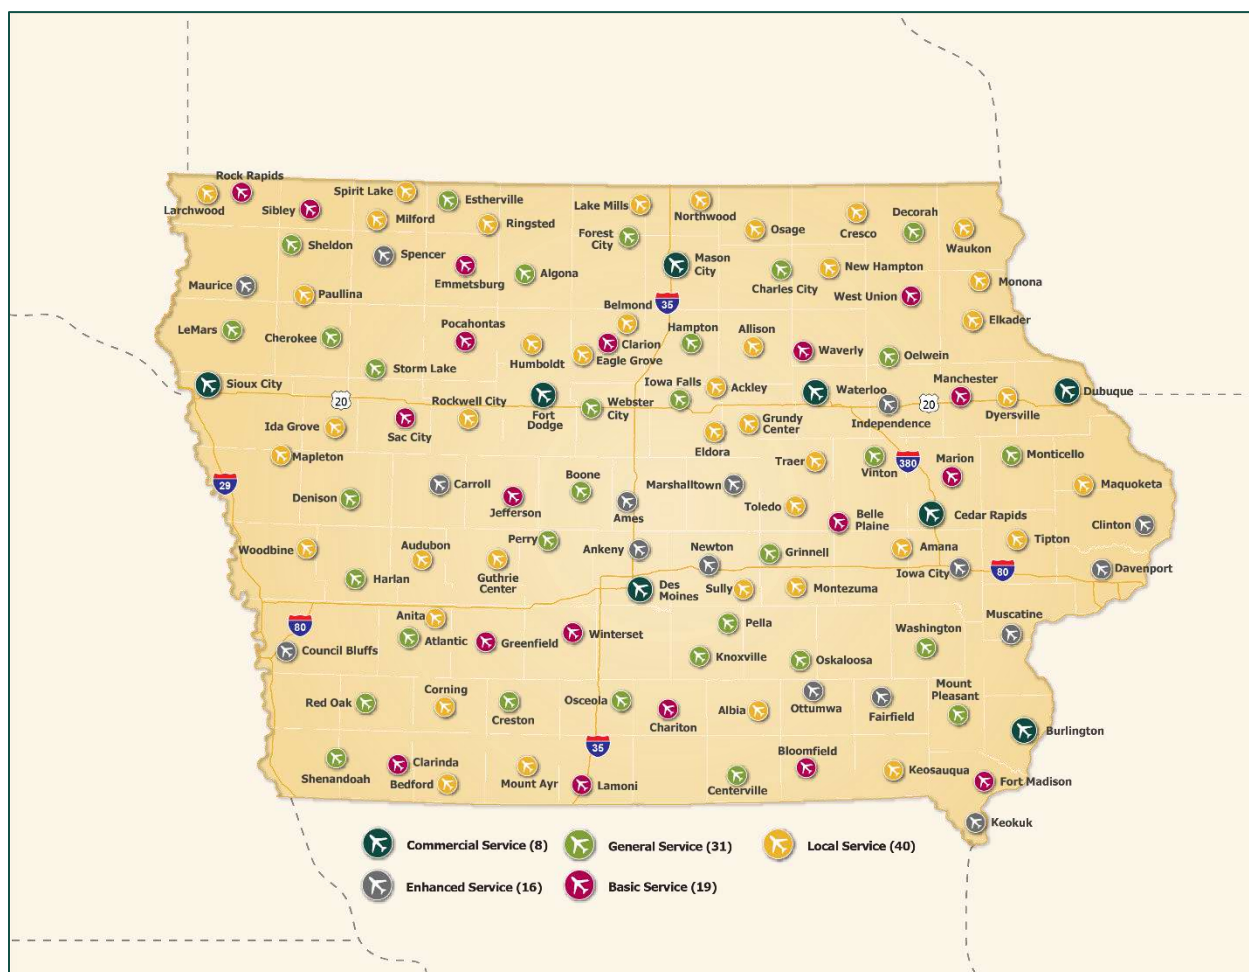 Rock Rapids
Larchwood
Sibley
Spirit Lake
Milford
Estherville
Ringsted
Lake Mills
Northwood
Forest
City
Osage
Cresco
Decorah
Waukon
Sheldon
Spencer
Emmetsburg
Algona
Mason
City
Charles City
New Hampton
West Union
Monona
Maurice
Paullina
Belmond
35
Elkader
LeMars
Cherokee
Pocahontas
Humboldt
Clarion
Eagle Grove
Hampton
Allison
Waverly
Oelwein
Storm Lake
Sioux City
20
Rockwell City
Fort
Dodge
Webster
City
Iowa Falls
Ackley
Waterloo
Independence
20
Manchester
Dyersville
Dubuque
Ida Grove
Sac City
Eldora
Grundy
Center
Mapleton
Traer
Vinton
380
Marion
Monticello
29
Denison
Carroll
Jefferson
Boone
Ames
Marshalltown
Toledo
Belle
Plaine
Cedar Rapids
Maquoketa
Clinton
Woodbine
Audubon
Guthrie
Center
Perry
Ankeny
Newton
Grinnell
Amana
Iowa City
Tipton
80
Davenport
Harlan
Des
Moines
Sully
Montezuma
80
Anita
Atlantic
Greenfield
Winterset
Pella
Washington
Muscatine
Council Bluffs
Knoxville
Oskaloosa
Red Oak
Corning
Creston
Osceola
Chariton
Albia
Ottumwa
Fairfield
Mount
Pleasant
Burlington
35
Shenandoah
Clarinda
Bedford
Mount Ayr
Lamoni
Centerville
Bloomfield
Keosauqua
Fort Madison
Keokuk
Commercial Service (8)
General Service (31)
Local Service (40)
Enhanced Service (16)
Basic Service (19)